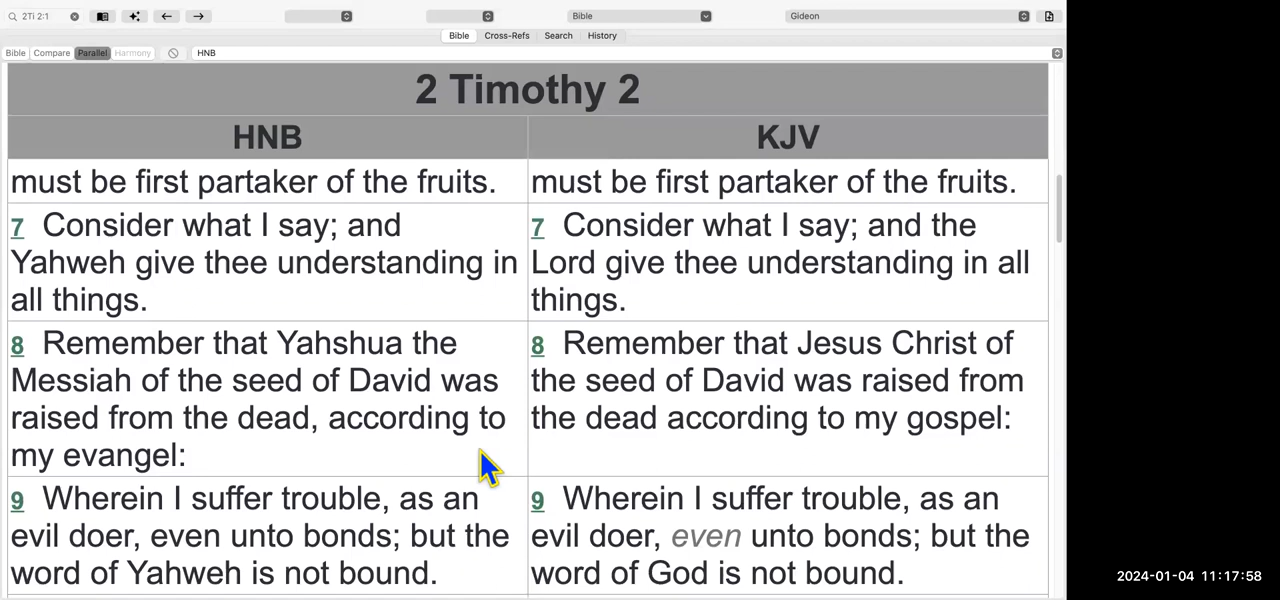 2Ti 2:1
Bible
Gideon
Bible Cross-Refs Search History
Bible Compare Parallel Harmony HNB
2 Timothy 2
HNB
must be first partaker of the fruits.
7 Consider what I say; and
Yahweh give thee understanding in
all things.
8 Remember that Yahshua the
Messiah of the seed of David was
raised from the dead, according to
my evangel:
9 Wherein I suffer trouble, as an
evil doer, even unto bonds; but the
word of Yahweh is not bound.
KJV
must be first partaker of the fruits.
7 Consider what I say; and the
Lord give thee understanding in all
things.
8 Remember that Jesus Christ of
the seed of David was raised from
the dead according to my gospel:
9 Wherein I suffer trouble, as an
evil doer, even unto bonds; but the
word of God is not bound.
2024-01-04 11:17:58